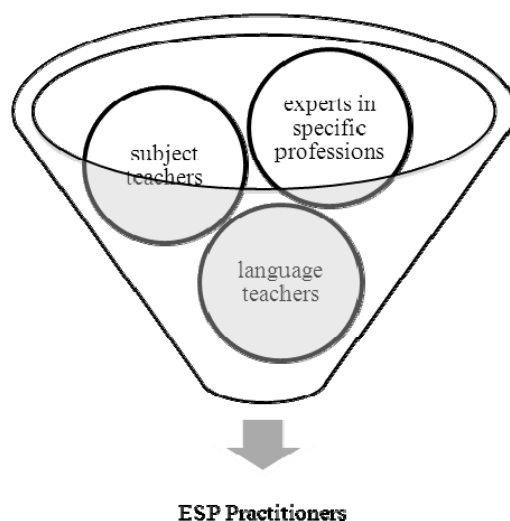 experts in
specific
professions
subject
teachers
language
teachers
ESP Practitioners